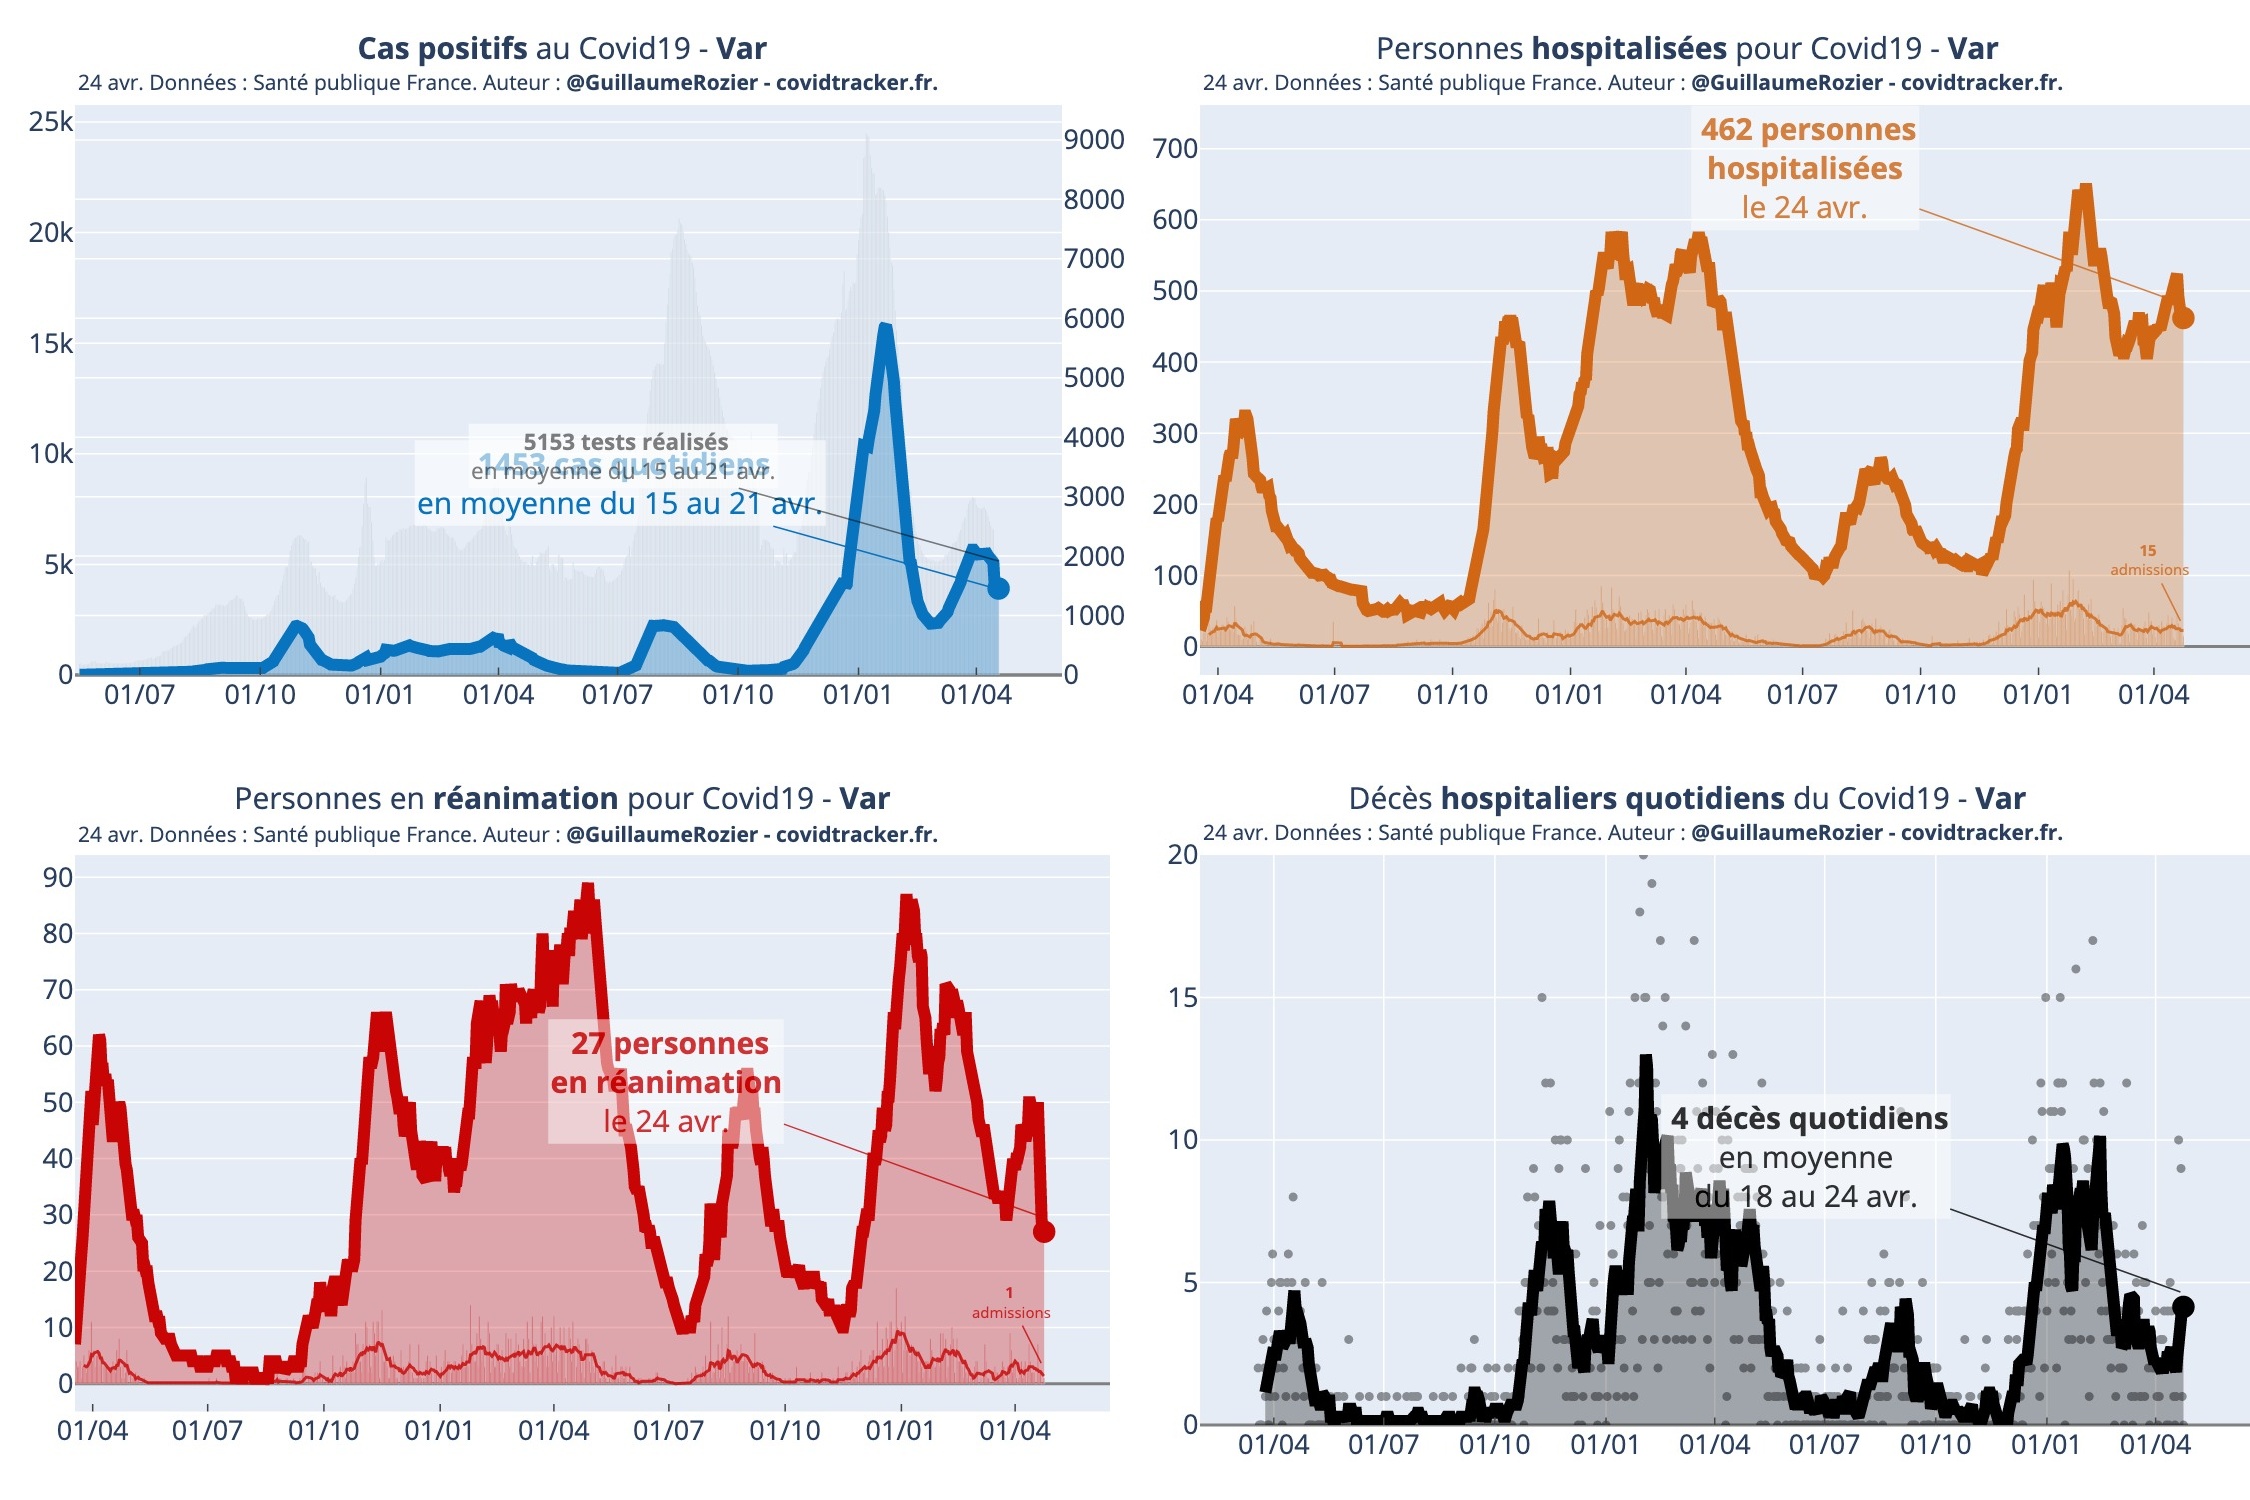 Cas positifs au Covid19 - Var
24 avr. Données : Santé publique France. Auteur : @GuillaumeRozier - covidtracker.fr.
25k
20k
15k
10k
5k
0
9000
8000
7000
6000
5000
4000
3000
2000
1000
0
5153 tests réalisés
en moyenne du 15 au 21 avr.
1453 cas quotidiens
en moyenne du 15 au 21 avr.
01/07 01/10 01/01 01/04 01/07 01/10 01/01 01/04
Personnes hospitalisées pour Covid19 - Var
24 avr. Données : Santé publique France. Auteur : @GuillaumeRozier - covidtracker.fr.
700
600
500
400
300
200
100
0
462 personnes
hospitalisées
le 24 avr.
15
admissions
01/04 01/07 01/10 01/01 01/04 01/07 01/10 01/01 01/04
Personnes en réanimation pour Covid19 - Var
24 avr. Données : Santé publique France. Auteur : @GuillaumeRozier - covidtracker.fr.
90
80
70
60
50
40
30
20
10
0
27 personnes
en réanimation
le 24 avr.
1
admissions
01/04 01/07 01/10 01/01 01/04 01/07 01/10 01/01 01/04
Décès hospitaliers quotidiens du Covid19 - Var
24 avr. Données : Santé publique France. Auteur : @GuillaumeRozier - covidtracker.fr.
20
15
10
5
0
4 décès quotidiens
en moyenne
du 18 au 24 avr.
01/04 01/07 01/10 01/01 01/04 01/07 01/10 01/01 01/04